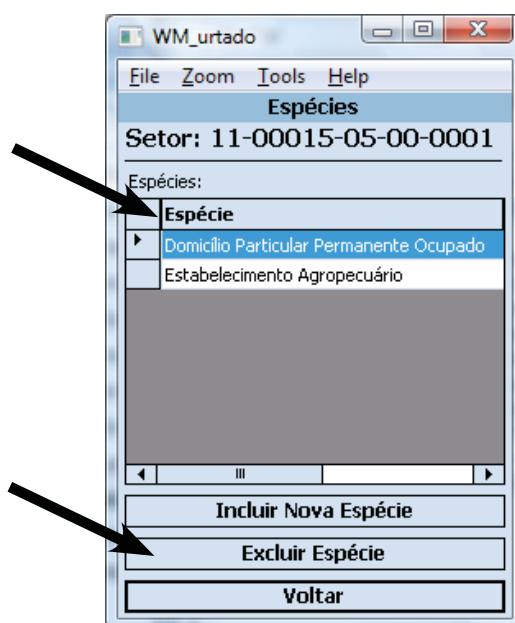 WM_urtado
File Zoom Tools Help
Espécies
Setor: 11-00015-05-00-0001
Espécies:
Espécie
Domicílio Particular Permanente Ocupado
Estabelecimento Agropecuário
Incluir Nova Espécie
Excluir Espécie
Voltar